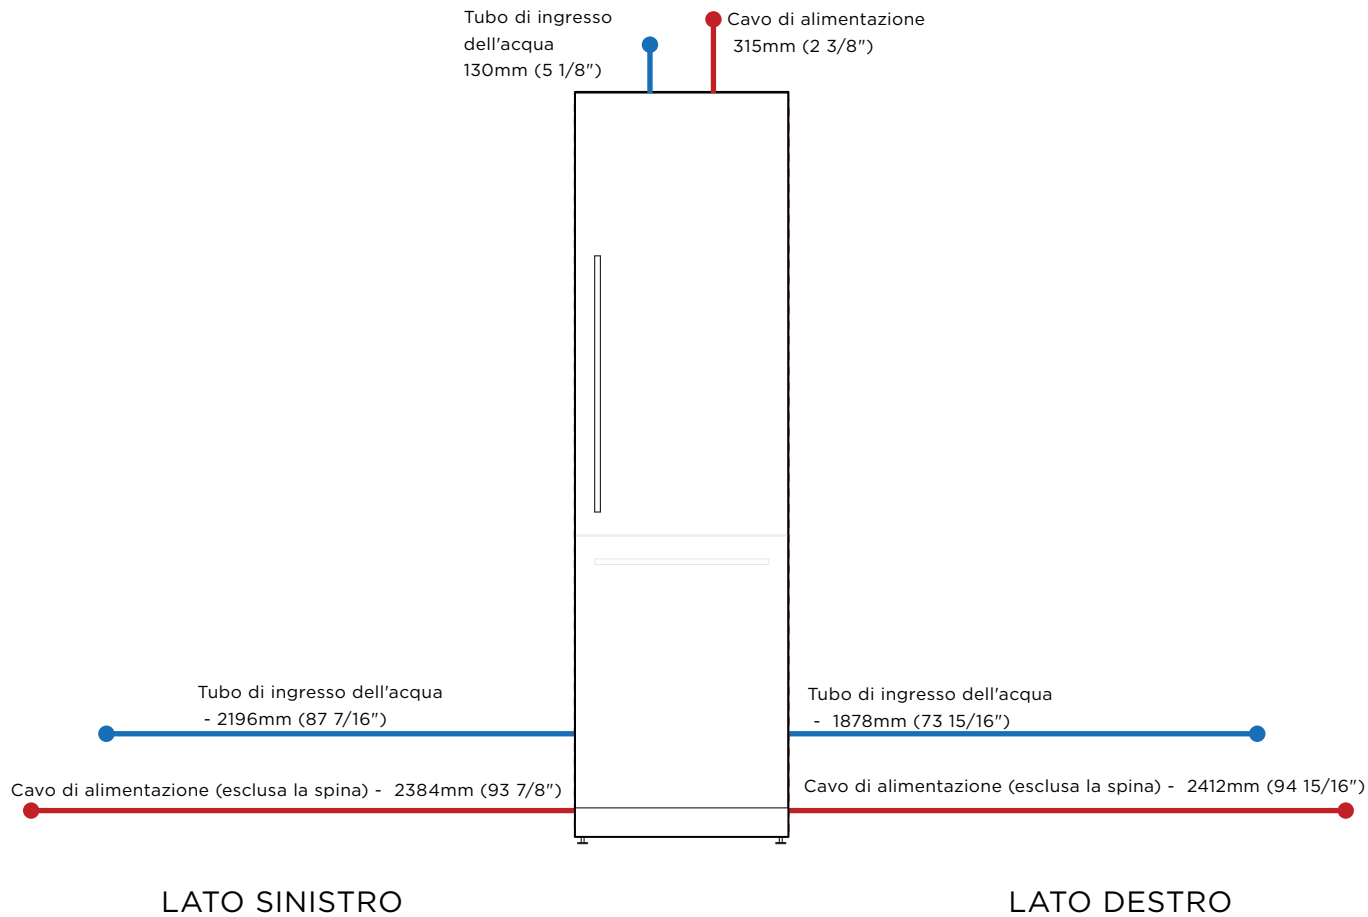 Tubo di ingresso
dell'acqua
130mm (5 1/8")
Cavo di alimentazione
315mm (2 3/8")
Tubo di ingresso dell'acqua
- 2196mm (87 7/16")
Tubo di ingresso dell'acqua
- 1878mm (73 15/16")
Cavo di alimentazione (esclusa la spina) - 2384mm (93 7/8")
Cavo di alimentazione (esclusa la spina) - 2412mm (94 15/16")
LATO SINISTRO
LATO DESTRO